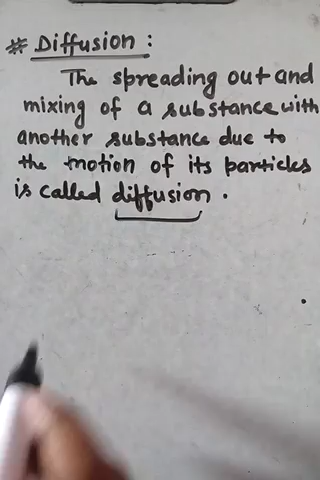 # Diffusion :
The spreading out and
mixing of a substance with
another substance due to
the motion of its particles
is called diffusion .